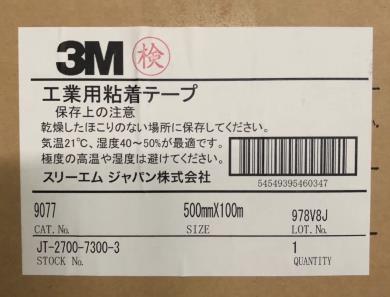 3M 検
工業用粘着テープ
保存上の注意
乾燥したほこりのない場所に保存してください。
気温21℃、湿度40～50%が最適です。
極度の高温や湿度は避けてください。
スリーエム ジャパン株式会社
54549395460347
9077 500mmX100m 978V8J
CAT. No. SIZE LOT. No.
JT-2700-7300-3 1
STOCK No. QUANTITY